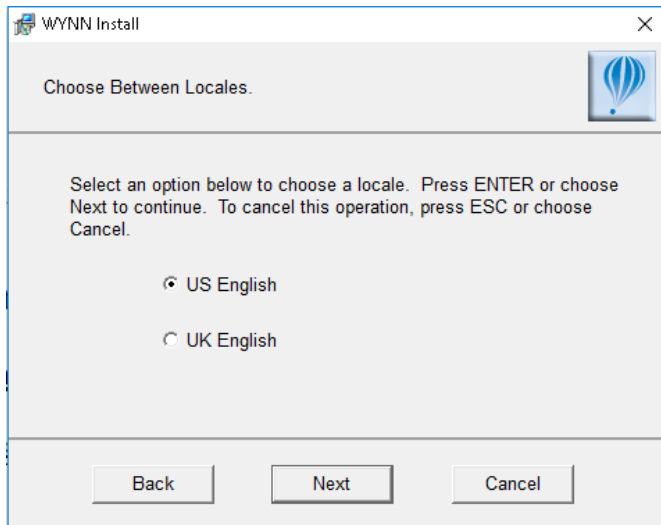 WYNN Install
Choose Between Locales.
Select an option below to choose a locale.  Press ENTER or choose
Next to continue.  To cancel this operation, press ESC or choose
Cancel.
US English
UK English
Back Next Cancel